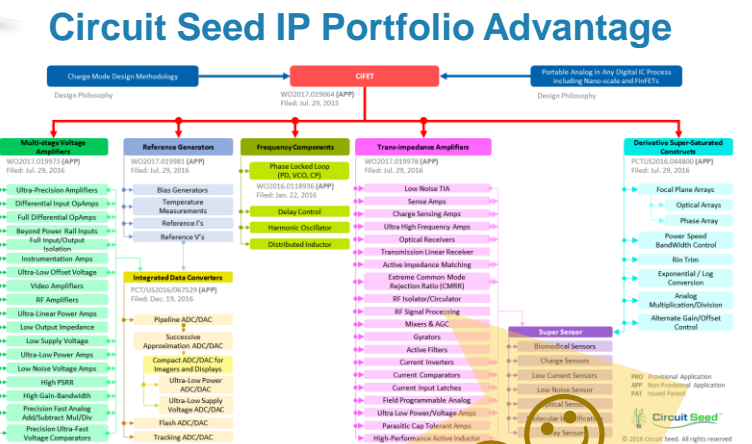 Circuit Seed IP Portfolio Advantage
Charge Mode Design Methodology
Design Philosophy
CIFET
WO2017.019064 (APP)
Filed: Jul. 29, 2015
Portable Analog in Any Digital IC Process
including Nano-scale and FinFETs
Design Philosophy
Multi-stage Voltage
Amplifiers
WO2017.019973 (APP)
Filed: Jul. 29, 2016
Ultra-Precision Amplifiers
Differential Input OpAmps
Full Differential OpAmps
Beyond Power Rail Inputs
Full Input/Output
Isolation
Instrumentation Amps
Ultra-Low Offset Voltage
Video Amplifiers
RF Amplifiers
Ultra-Linear Power Amps
Low Output Impedance
Low Supply Voltage
Ultra-Low Power Amps
Low Noise Voltage Amps
High PSRR
High Gain-Bandwidth
Precision Fast Analog
Add/Subtract Mul/Div
Precision Ultra-Fast
Voltage Comparators
Reference Generators
WO2017.019981 (APP)
Filed: Jul. 29, 2016
Bias Generators
Temperature
Measurements
Reference I's
Reference V's
Integrated Data Converters
PCT/US2016/067529 (APP)
Filed: Dec. 19, 2016
Pipeline ADC/DAC
Successive
Approximation ADC/DAC
Compact ADC/DAC for
Imagers and Displays
Ultra-Low Power
ADC/DAC
Ultra-Low Supply
Voltage ADC/DAC
Flash ADC/DAC
Tracking ADC/DAC
Frequency Components
Phase Locked Loop
(PD, VCO, CP)
WO2016.0118936 (APP)
Filed: Jan. 22, 2016
Delay Control
Harmonic Oscillator
Distributed Inductor
Trans-impedance Amplifiers
WO2017.019978 (APP)
Filed: Jul. 29, 2016
Low Noise TIA
Sense Amps
Charge Sensing Amps
Ultra High Frequency Amps
Optical Receivers
Transmission Linear Receiver
Active Impedance Matching
Extreme Common Mode
Rejection Ratio (CMRR)
RF Isolator/Circulator
RF Signal Processing
Mixers & AGC
Gyrators
Active Filters
Current Inverters
Current Comparators
Current Input Latches
Field Programmable Analog
Ultra Low Power/Voltage Amps
Parasitic Cap Tolerant Amps
High-Performance Active Inductor
Super Sensor
Biomedical Sensors
Charge Sensors
Low Current Sensors
Low Noise Sensor
Derivative Super-Saturated
Constructs
PCTUS2016.044800 (APP)
Filed: Jul. 29, 2016
Focal Plane Arrays
Optical Arrays
Phase Array
Power Speed
BandWidth Control
Rin Trim
Exponential / Log
Conversion
Analog
Multiplication/Division
Alternate Gain/Offset
Control
PRO Provisional Application
APP Non-Provisional Application
PAT Issued Patent
Circuit Seed™
© 2016 Circuit Seed. All rights reserved